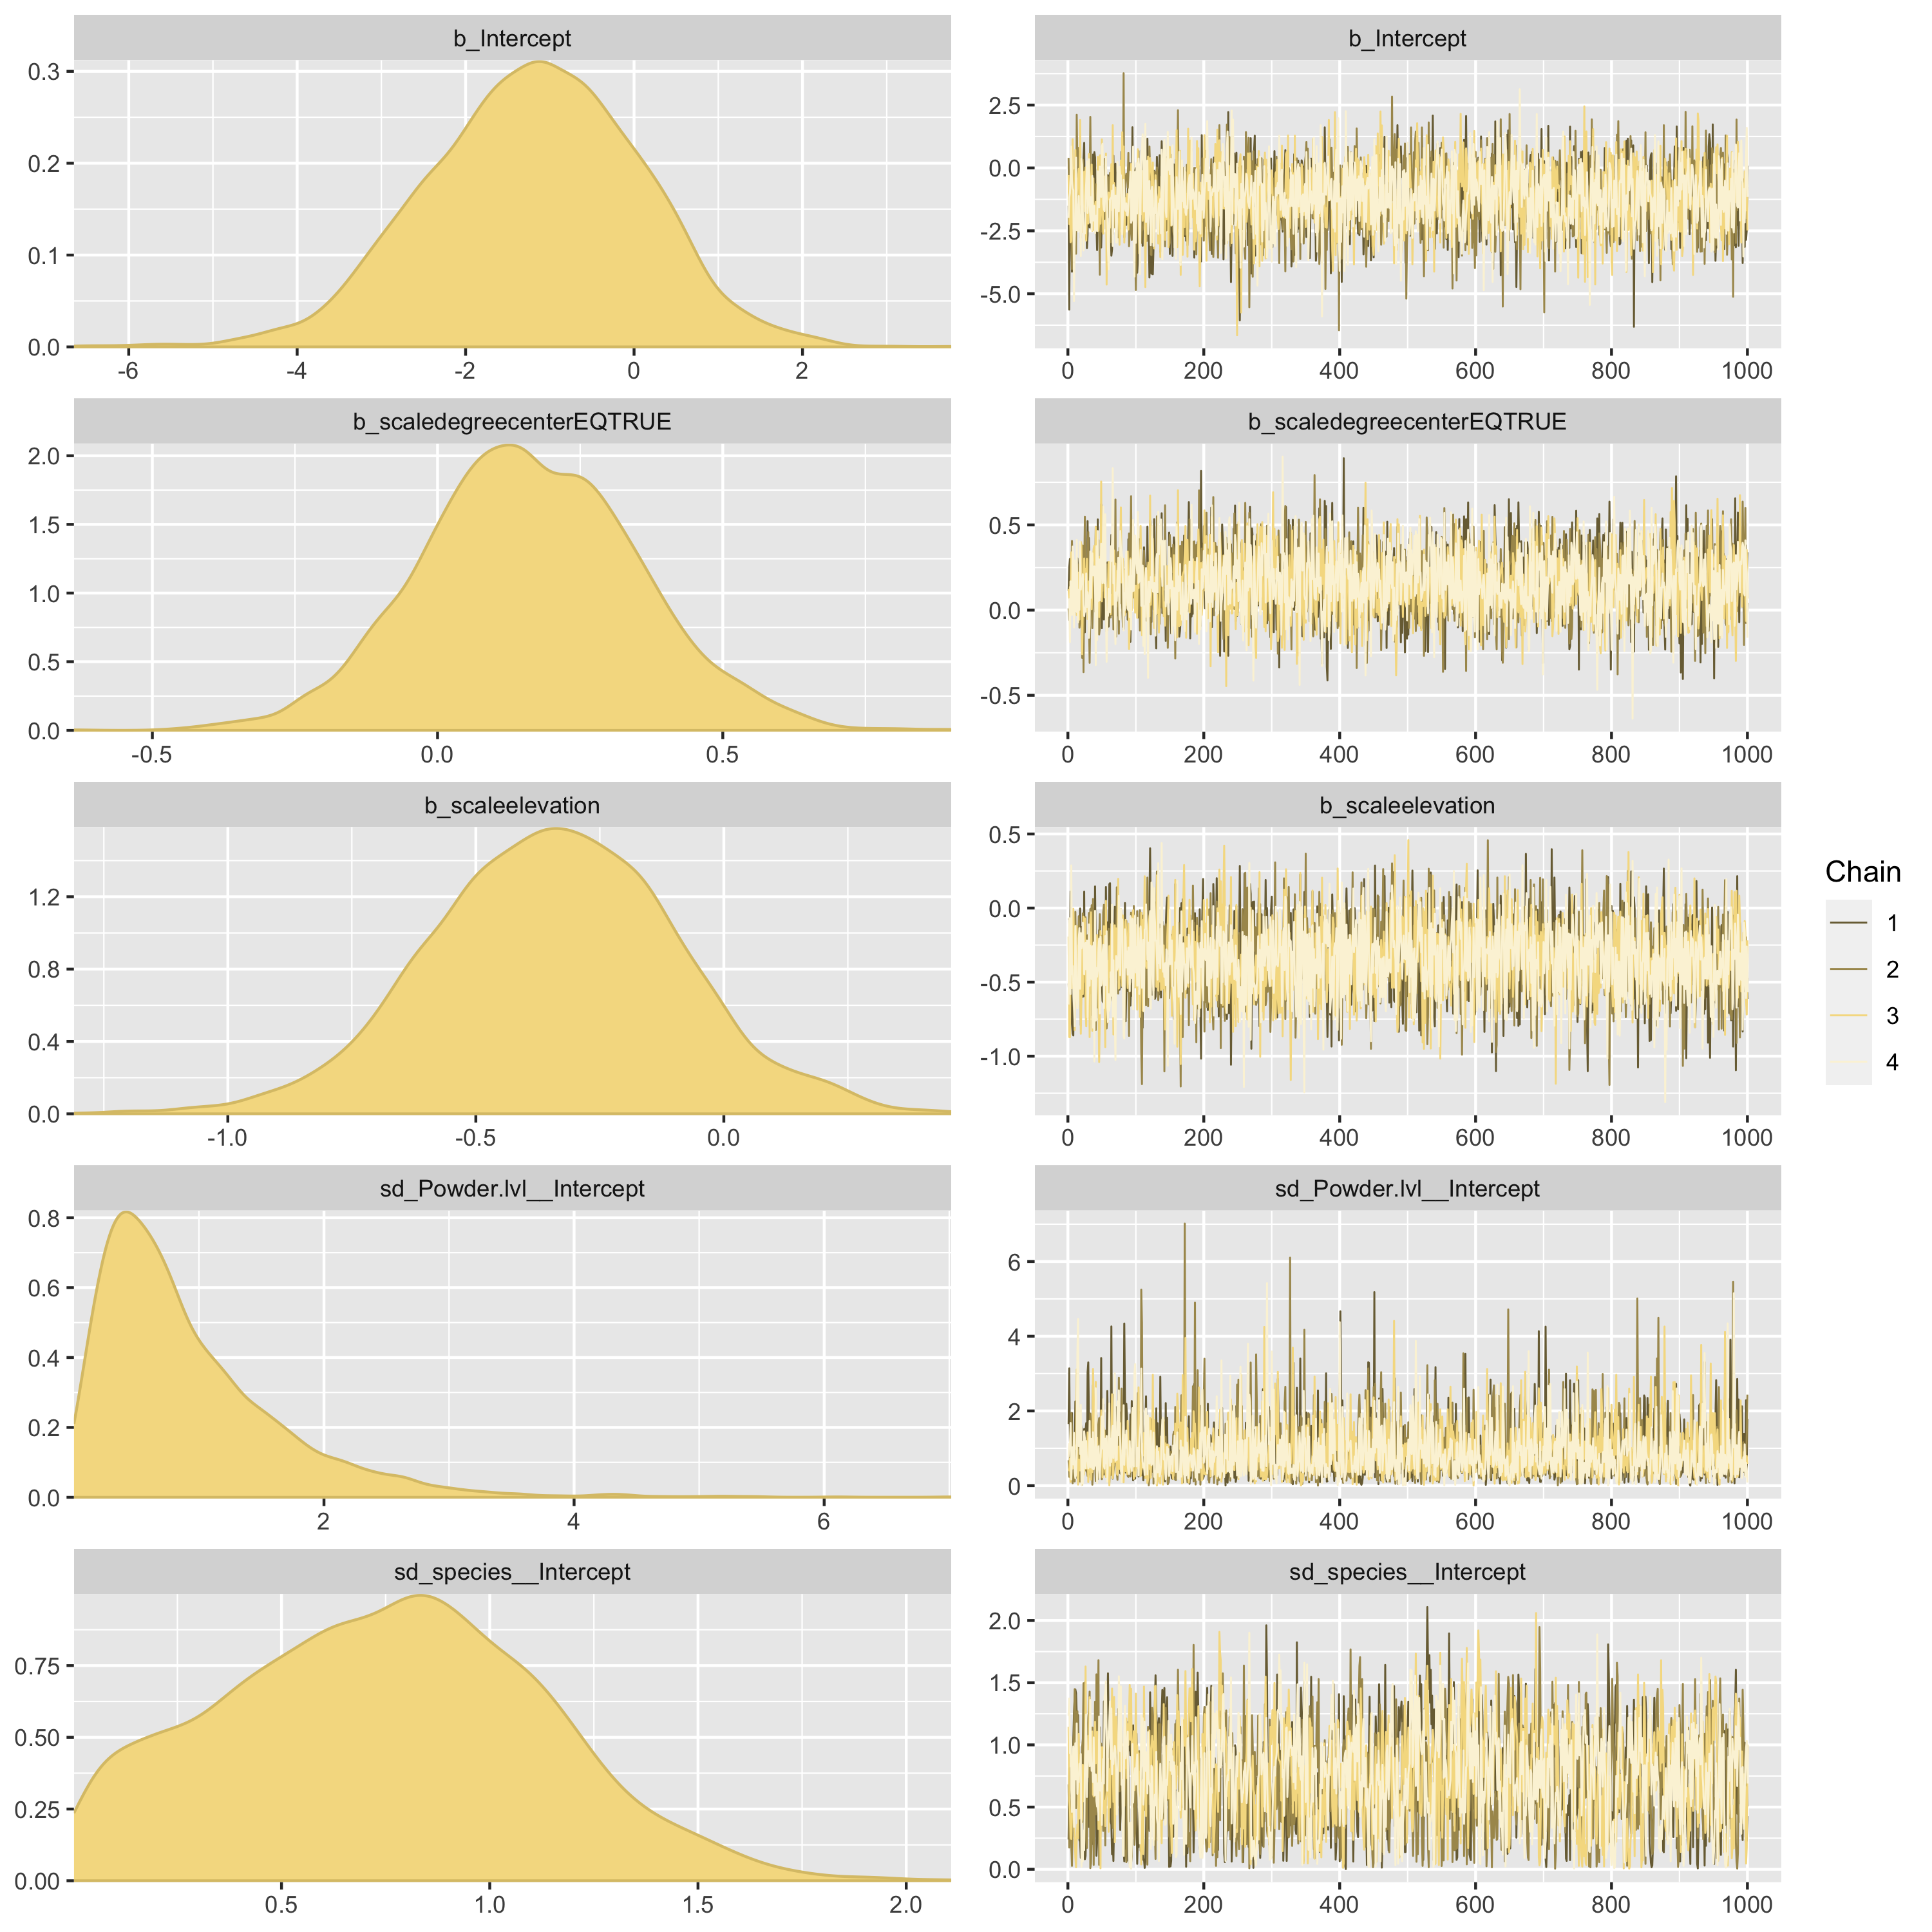 b_Intercept
0.3
0.2
0.1
0.0
-6 -4 -2 0 2
b_Intercept
2.5
0.0
-2.5
-5.0
0 200 400 600 800 1000
b_scaledegreecenterEQTRUE
2.0
1.5
1.0
0.5
0.0
-0.5 0.0 0.5
b_scaledegreecenterEQTRUE
0.5
0.0
-0.5
0 200 400 600 800 1000
b_scaleelevation
1.2
0.8
0.4
0.0
-1.0 -0.5 0.0
b_scaleelevation
0.5
0.0
-0.5
-1.0
0 200 400 600 800 1000
sd_Powder.lvl__Intercept
0.8
0.6
0.4
0.2
0.0
2 4 6
sd_Powder.lvl__Intercept
6
4
2
0
0 200 400 600 800 1000
sd_species__Intercept
0.75
0.50
0.25
0.00
0.5 1.0 1.5 2.0
sd_species__Intercept
2.0
1.5
1.0
0.5
0.0
0 200 400 600 800 1000
Chain
1
2
3
4